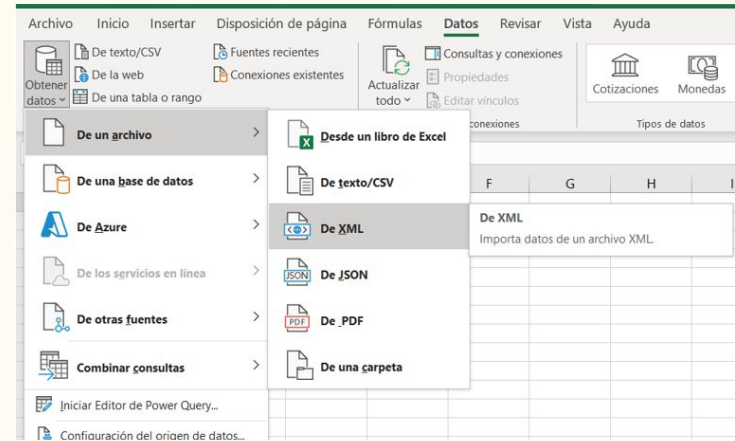 Archivo Inicio Insertar Disposición de página Fórmulas Datos Revisar Vista Ayuda
Obtener datos
De texto/CSV
De la web
De una tabla o rango
Fuentes recientes
Conexiones existentes
Actualizar todo
Consultas y conexiones
Propiedades
Editar vínculos
conexiones
Cotizaciones
Monedas
Tipos de datos
De un archivo
De una base de datos
De Azure
De los servicios en línea
De otras fuentes
Combinar consultas
Iniciar Editor de Power Query...
Configuración del origen de datos...
Desde un libro de Excel
X
De texto/CSV
De XML
JSON
De JSON
PDF
De PDF
De una carpeta
F G H I
De XML
Importa datos de un archivo XML.